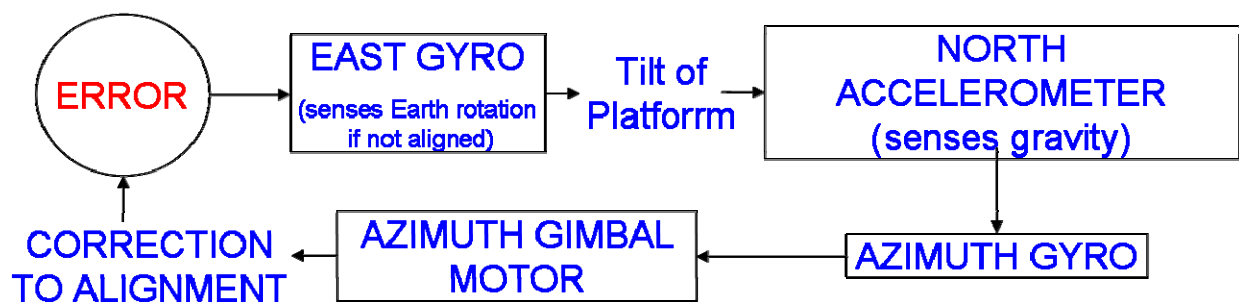 ERROR
EAST GYRO
(senses Earth rotation
if not aligned)
Tilt of
Platforrm
NORTH
ACCELEROMETER
(senses gravity)
CORRECTION
TO ALIGNMENT
AZIMUTH GIMBAL
MOTOR
AZIMUTH GYRO